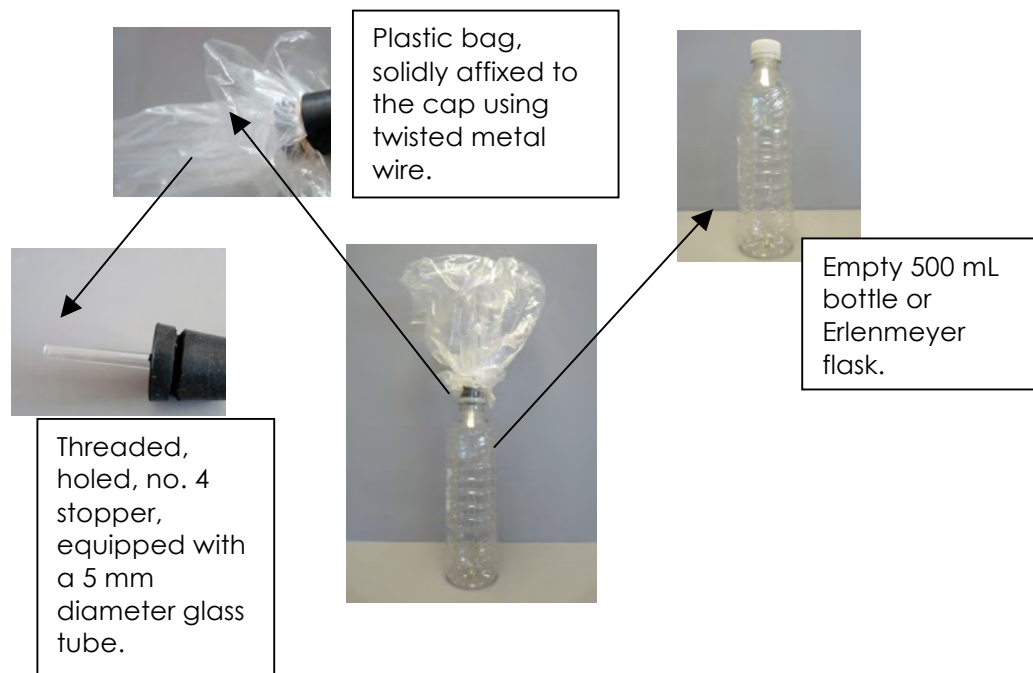 Plastic bag,
solidly affixed to
the cap using
twisted metal
wire.
Empty 500 mL
bottle or
Erlenmeyer
flask.
Threaded,
holed, no. 4
stopper,
equipped with
a 5 mm
diameter glass
tube.